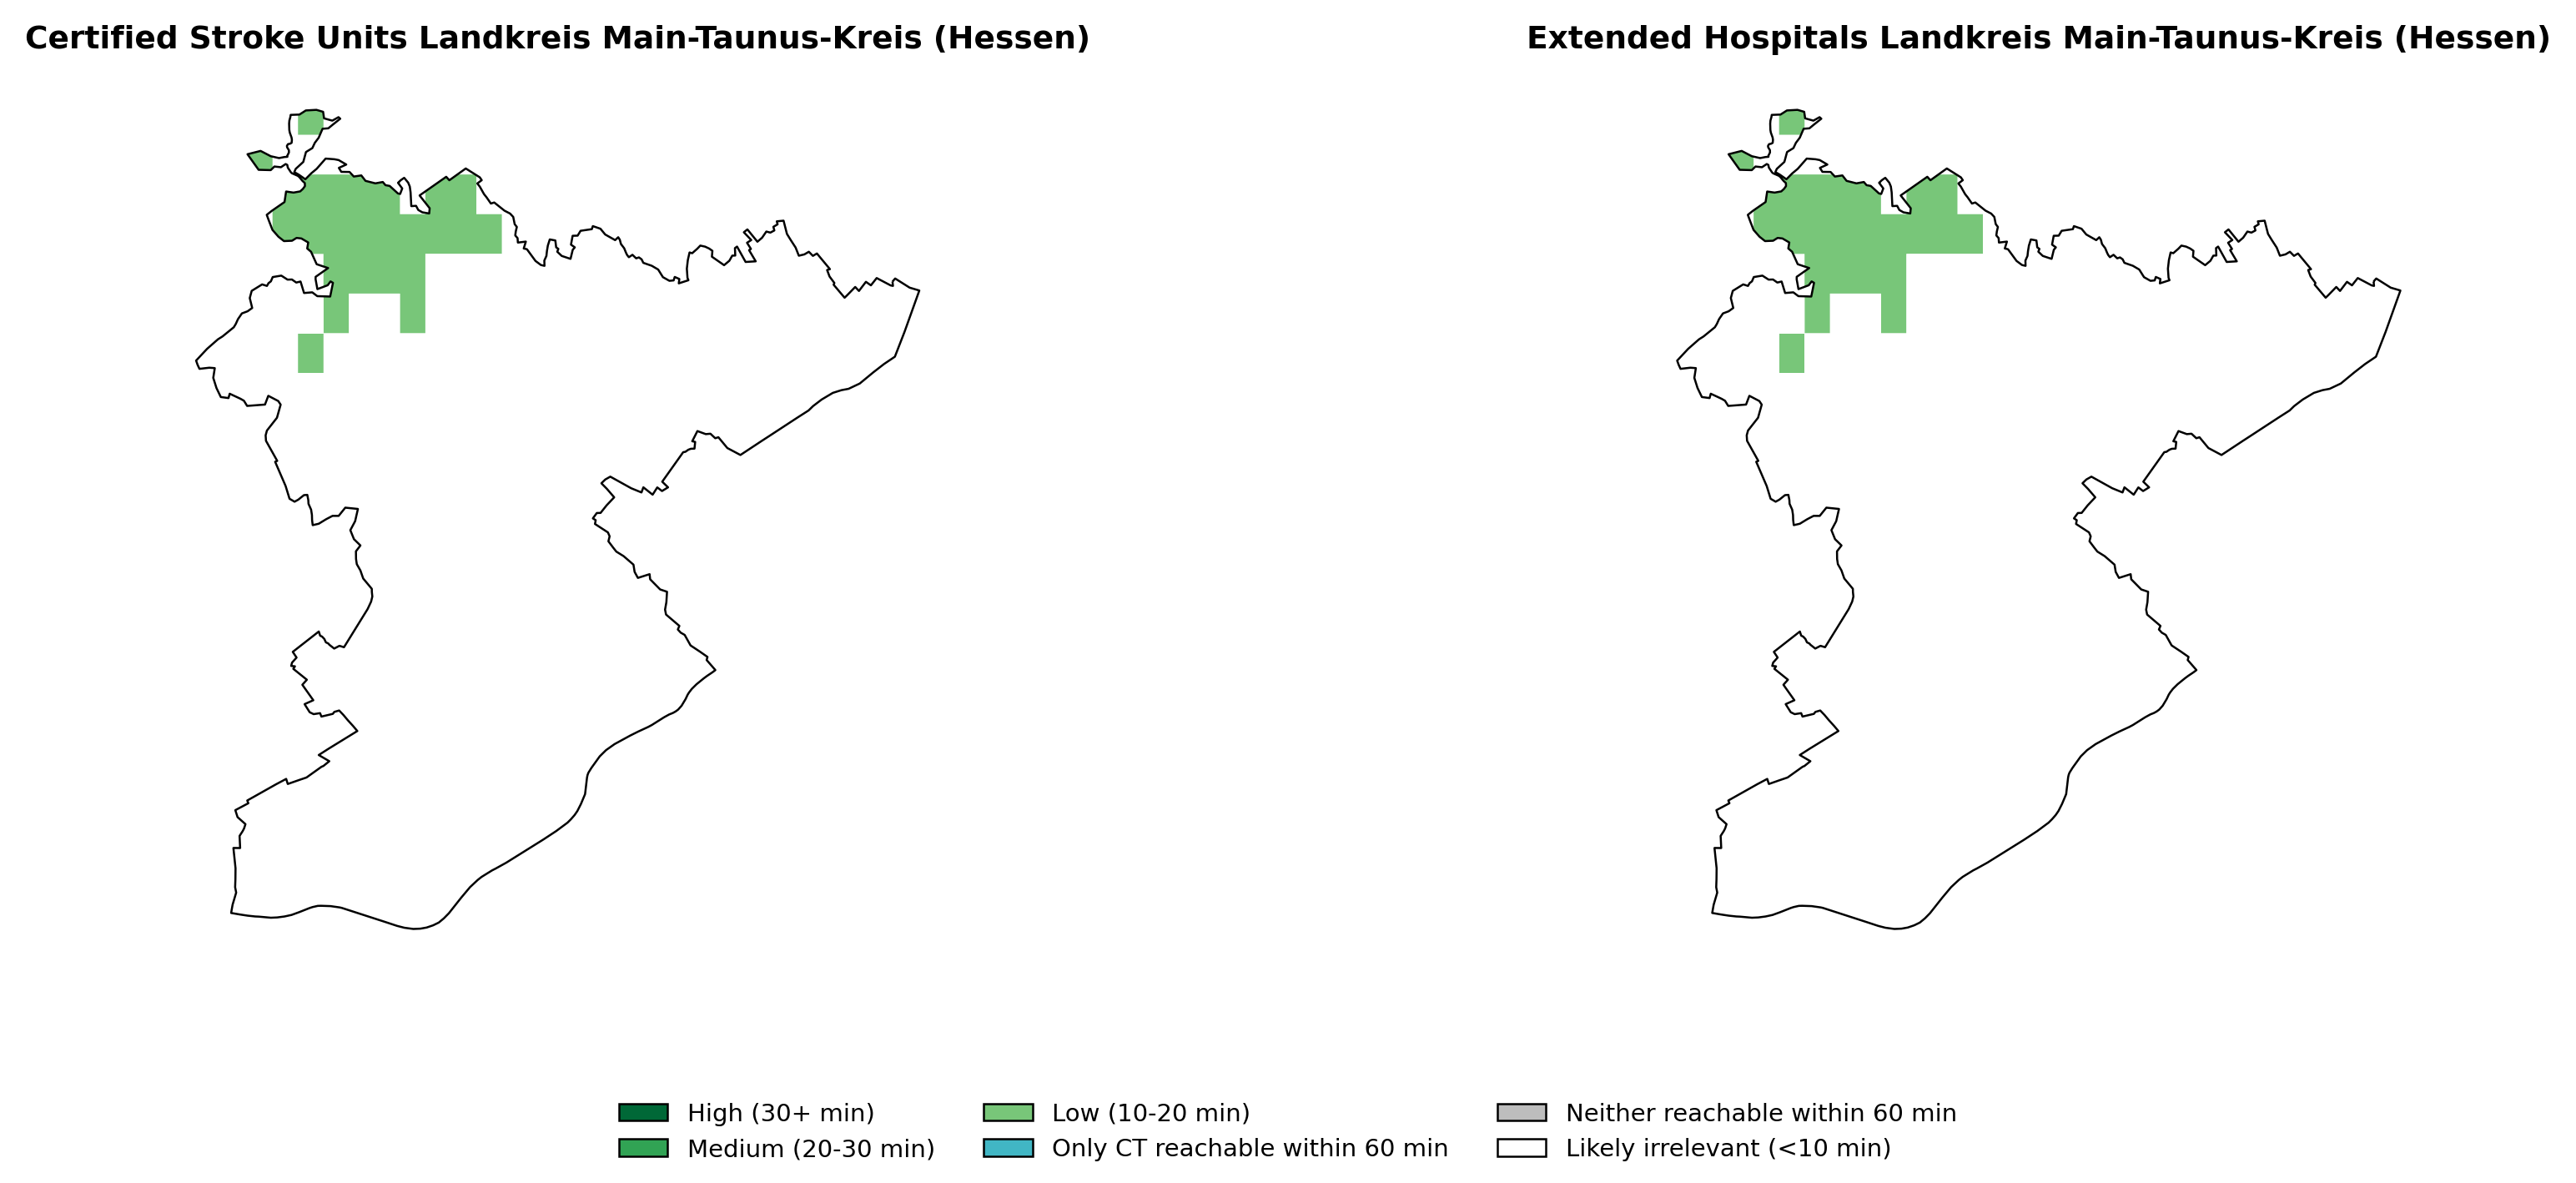 Certified Stroke Units Landkreis Main-Taunus-Kreis (Hessen)
Extended Hospitals Landkreis Main-Taunus-Kreis (Hessen)
High (30+ min)
Medium (20-30 min)
Low (10-20 min)
Only CT reachable within 60 min
Neither reachable within 60 min
Likely irrelevant (<10 min)